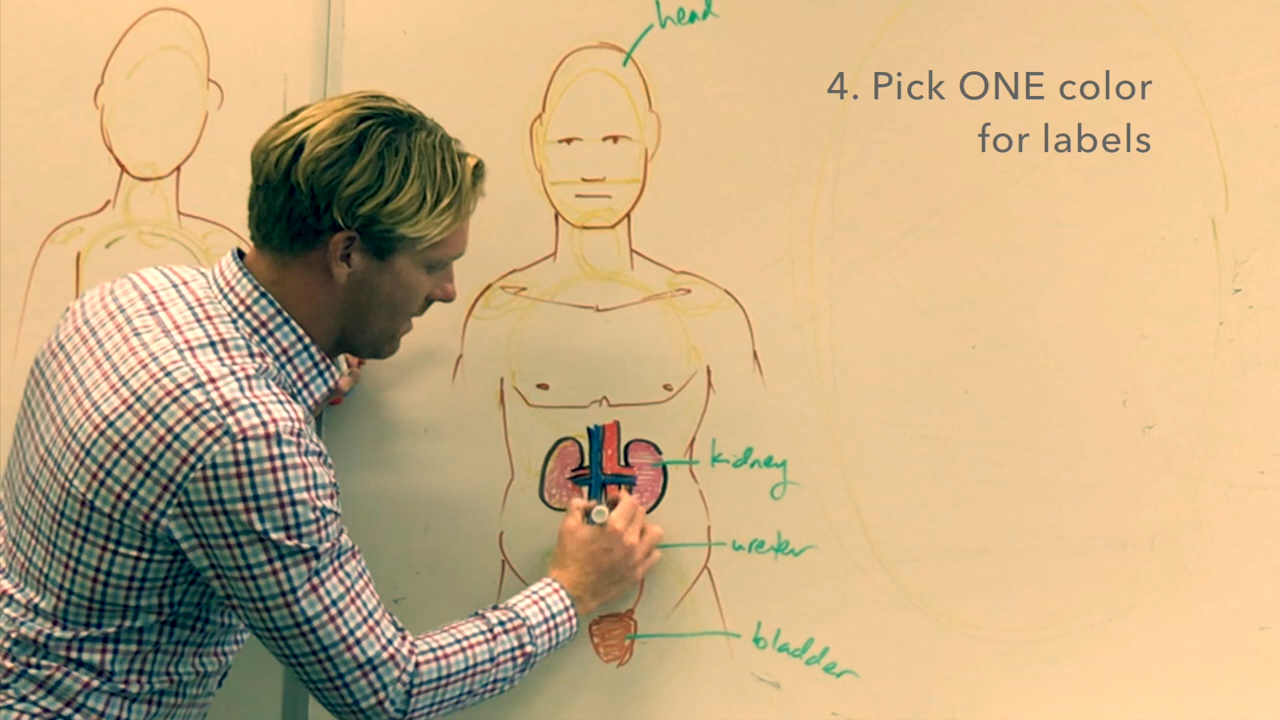 head
4. Pick ONE color
for labels
kidney
ureter
bladder